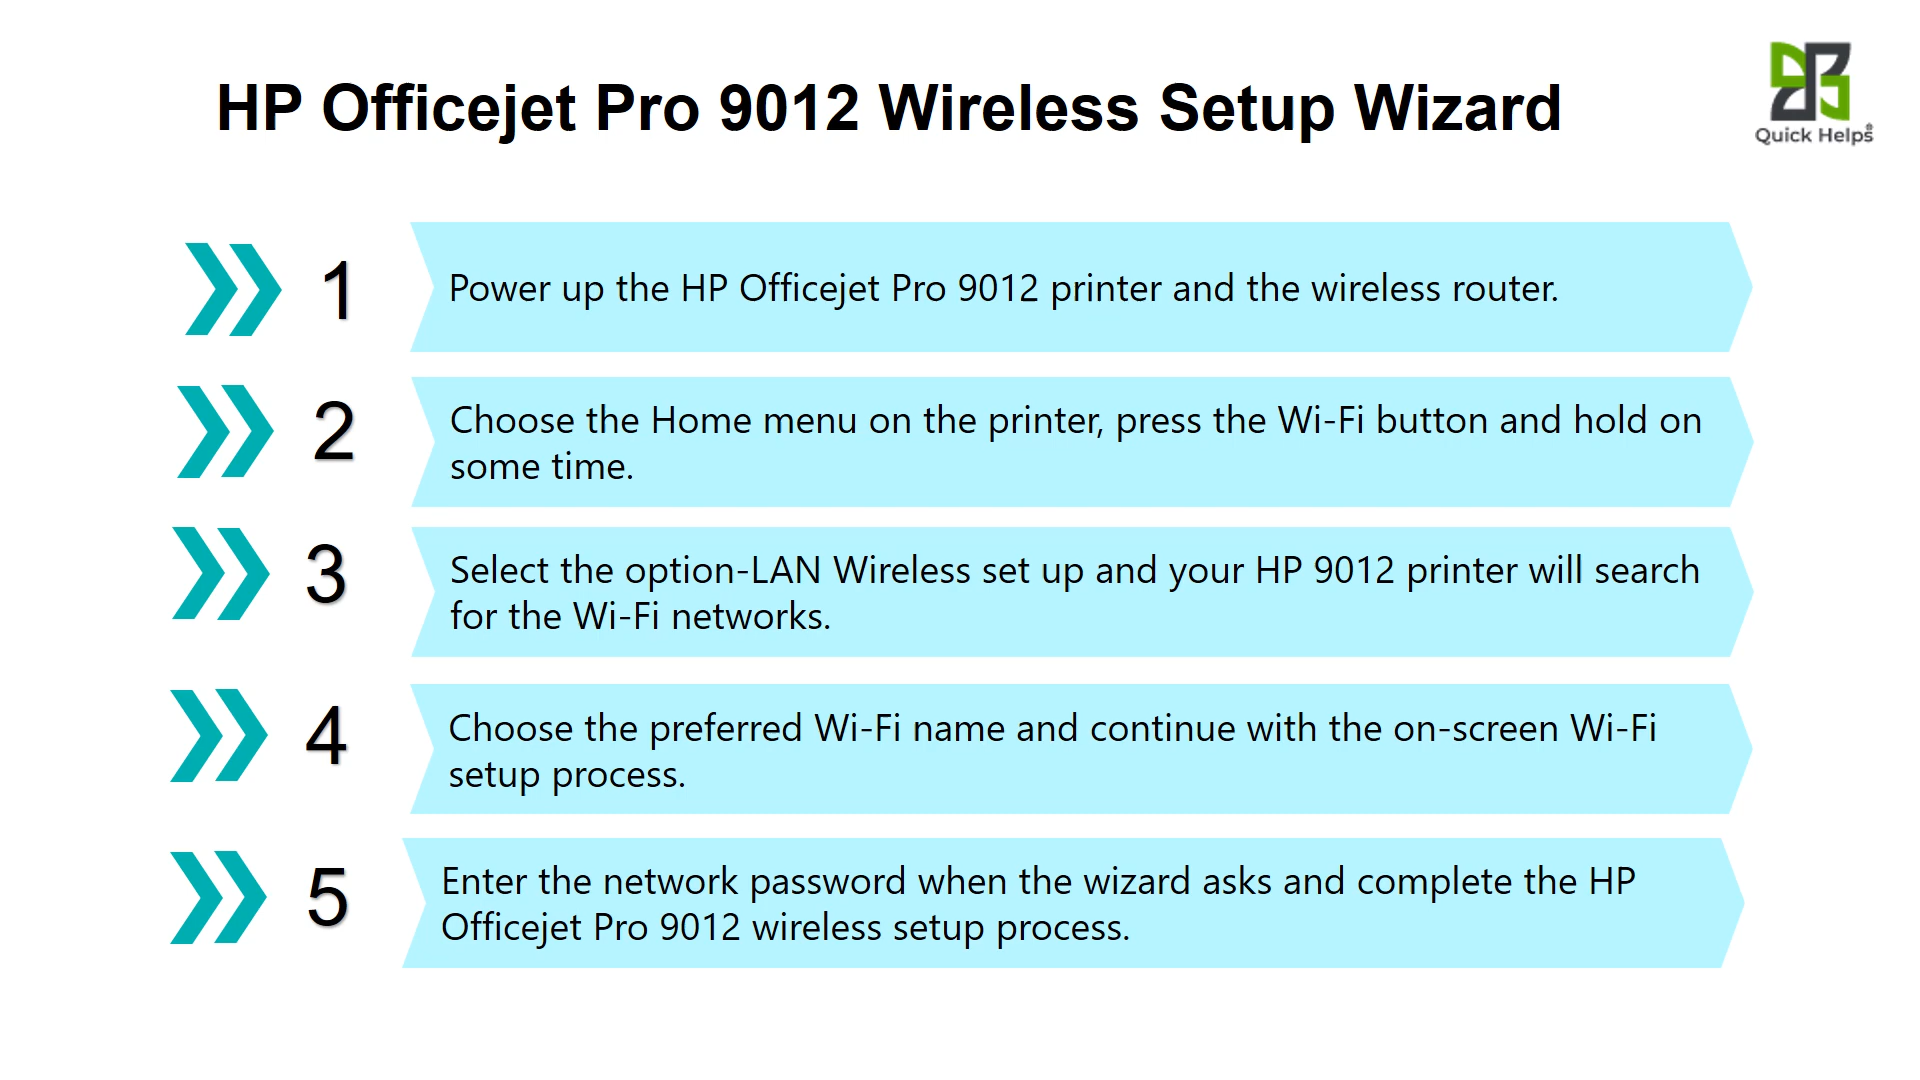 HP Officejet Pro 9012 Wireless Setup Wizard
Quick Helps®
1
Power up the HP Officejet Pro 9012 printer and the wireless router.
2
Choose the Home menu on the printer, press the Wi-Fi button and hold on
some time.
3
Select the option-LAN Wireless set up and your HP 9012 printer will search
for the Wi-Fi networks.
4
Choose the preferred Wi-Fi name and continue with the on-screen Wi-Fi
setup process.
5
Enter the network password when the wizard asks and complete the HP
Officejet Pro 9012 wireless setup process.